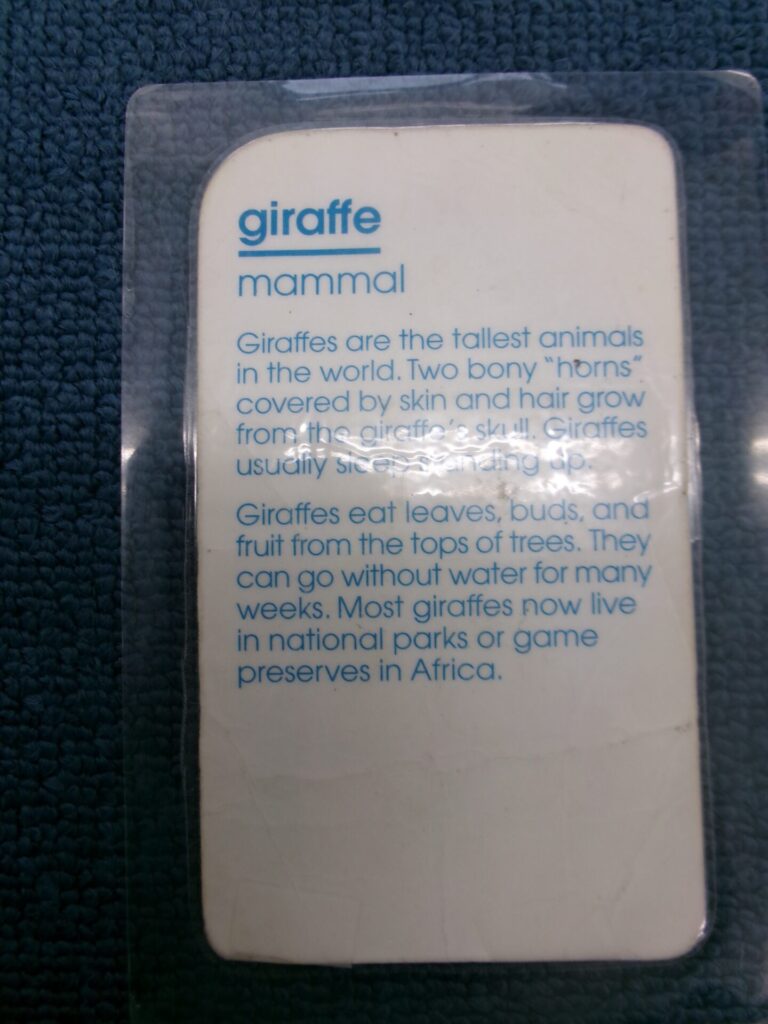 giraffe
mammal
Giraffes are the tallest animals
in the world. Two bony "horns"
covered by skin and hair grow
from the giraffe's skull. Giraffes
usually sleep standing up.
Giraffes eat leaves, buds, and
fruit from the tops of trees. They
can go without water for many
weeks. Most giraffes now live
in national parks or game
preserves in Africa.